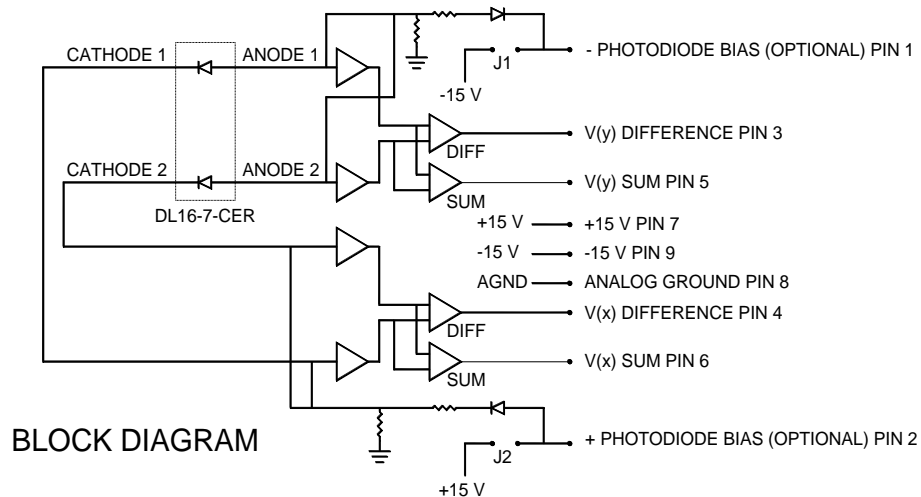 CATHODE 1
ANODE 1
J1
-15 V
- PHOTODIODE BIAS (OPTIONAL) PIN 1
DIFF
V(y) DIFFERENCE PIN 3
CATHODE 2
ANODE 2
SUM
V(y) SUM PIN 5
DL16-7-CER
+15 V
+15 V PIN 7
-15 V
-15 V PIN 9
AGND
ANALOG GROUND PIN 8
DIFF
V(x) DIFFERENCE PIN 4
SUM
V(x) SUM PIN 6
BLOCK DIAGRAM
J2
+15 V
+ PHOTODIODE BIAS (OPTIONAL) PIN 2